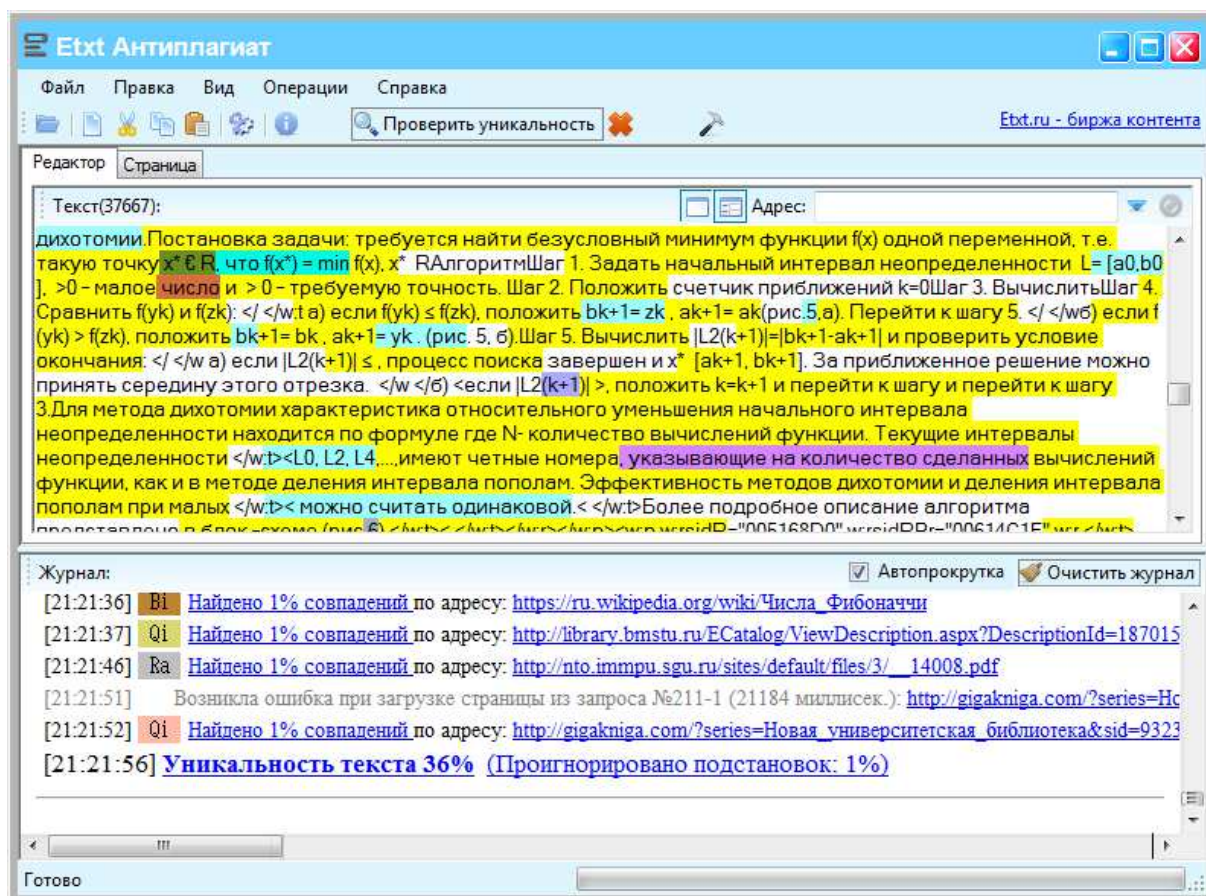 Etxt Антиплагиат
Файл Правка Вид Операции Справка
Проверить уникальность Etxt.ru - биржа контента
Редактор Страница
Текст(37667): Адрес:
дихотомии.Постановка задачи: требуется найти безусловный минимум функции f(x) одной переменной, т.е.
такую точку x* € R, что f(x*) = min f(x), x* RАлгоритмШаг 1. Задать начальный интервал неопределенности L= [a0,b0
], >0 – малое число и > 0 – требуемую точность. Шаг 2. Положить счетчик приближений k=0Шаг 3. ВычислитьШаг 4.
Сравнить f(yk) и f(zk): </ </w:t а) если f(yk) ≤ f(zk), положить bk+1= zk , ak+1= ak(рис.5,а). Перейти к шагу 5. </ </wб) если f
(yk) > f(zk), положить bk+1= bk , ak+1= yk . (рис. 5, б).Шаг 5. Вычислить |L2(k+1)|=|bk+1-ak+1| и проверить условие
окончания: </ </w а) если |L2(k+1)| ≤ , процесс поиска завершен и x* [ak+1, bk+1]. За приближенное решение можно
принять середину этого отрезка. </w </б) <если |L2(k+1)| >, положить k=k+1 и перейти к шагу и перейти к шагу
3.Для метода дихотомии характеристика относительного уменьшения начального интервала
неопределенности находится по формуле где N- количество вычислений функции. Текущие интервалы
неопределенности </w:t><L0, L2, L4,...,имеют четные номера, указывающие на количество сделанных вычислений
функции, как и в методе деления интервала пополам. Эффективность методов дихотомии и деления интервала
пополам при малых </w:t>< можно считать одинаковой.< </w:t>Более подробное описание алгоритма
представлено в блок –схеме (рис.6).</w:t>< </w:t></w:r></w:p><w:p w:rsidR="005168D0" w:rsidRPr="00614C1E" w:r </w:t>
Журнал: Автопрокрутка Очистить журнал
[21:21:36] Bi Найдено 1% совпадений по адресу: https://ru.wikipedia.org/wiki/Числа_Фибоначчи
[21:21:37] Qi Найдено 1% совпадений по адресу: http://library.bmstu.ru/ECatalog/ViewDescription.aspx?DescriptionId=187015
[21:21:46] Ra Найдено 1% совпадений по адресу: http://nto.immpu.sgu.ru/sites/default/files/3/__14008.pdf
[21:21:51] Возникла ошибка при загрузке страницы из запроса №211-1 (21184 миллисек.): http://gigakniga.com/?series=Но
[21:21:52] Qi Найдено 1% совпадений по адресу: http://gigakniga.com/?series=Новая_университетская_библиотека&sid=9323
[21:21:56] Уникальность текста 36% (Проигнорировано подстановок: 1%)
Готово